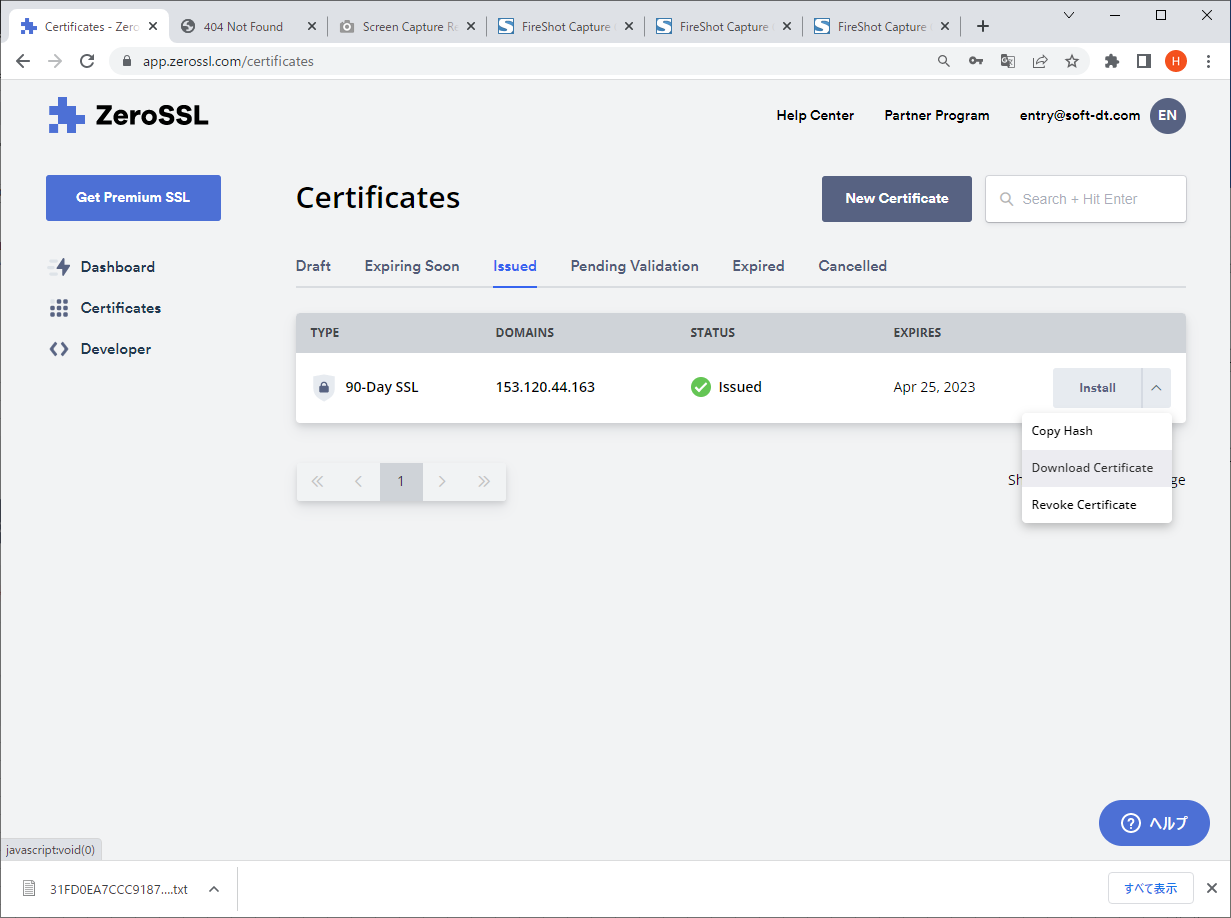 Certificates - Zero
404 Not Found
Screen Capture Re
FireShot Capture
FireShot Capture
FireShot Capture
app.zerossl.com/certificates
H
ZeroSSL
Help Center
Partner Program
entry@soft-dt.com
EN
Get Premium SSL
Certificates
New Certificate
Search + Hit Enter
Dashboard
Certificates
Developer
Draft
Expiring Soon
Issued
Pending Validation
Expired
Cancelled
TYPE
DOMAINS
STATUS
EXPIRES
90-Day SSL
153.120.44.163
Issued
Apr 25, 2023
Install
Copy Hash
Download Certificate
Revoke Certificate
1
ヘルプ
javascript:void(0)
31FD0EA7CCC9187....txt
すべて表示